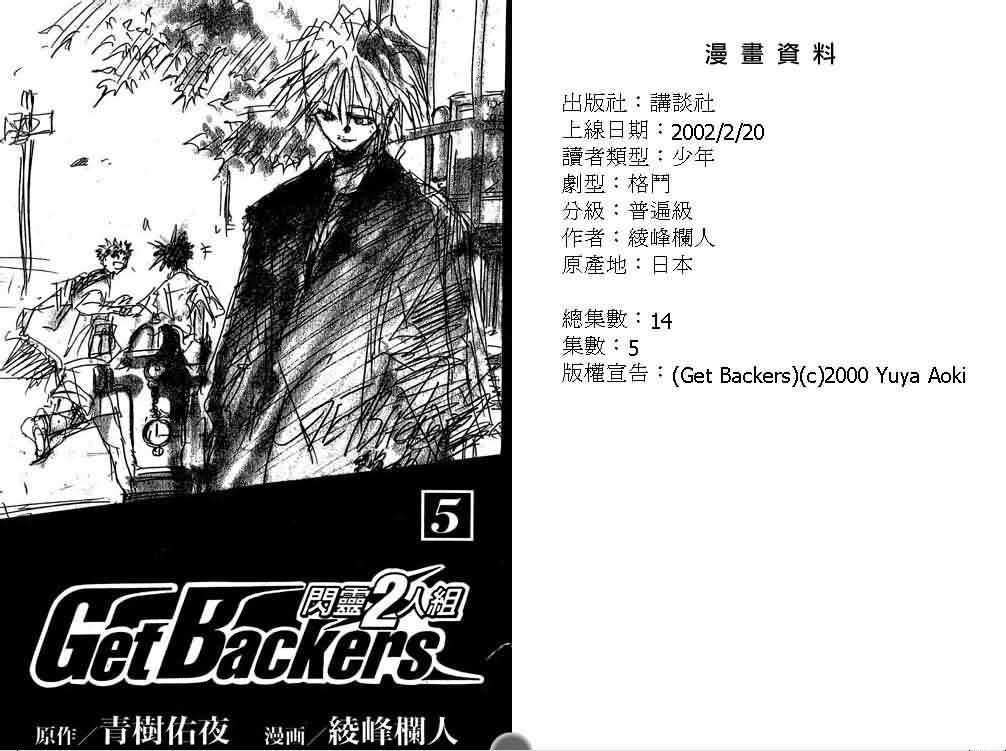 5
Get Backers
閃靈2人組
原作／青樹佑夜 漫画／綾峰欄人
漫畫資料
出版社：講談社
上線日期：2002/2/20
讀者類型：少年
劇型：格鬥
分級：普遍級
作者：綾峰欄人
原產地：日本
總集數：14
集數：5
版權宣告：(Get Backers)(c)2000 Yuya Aoki